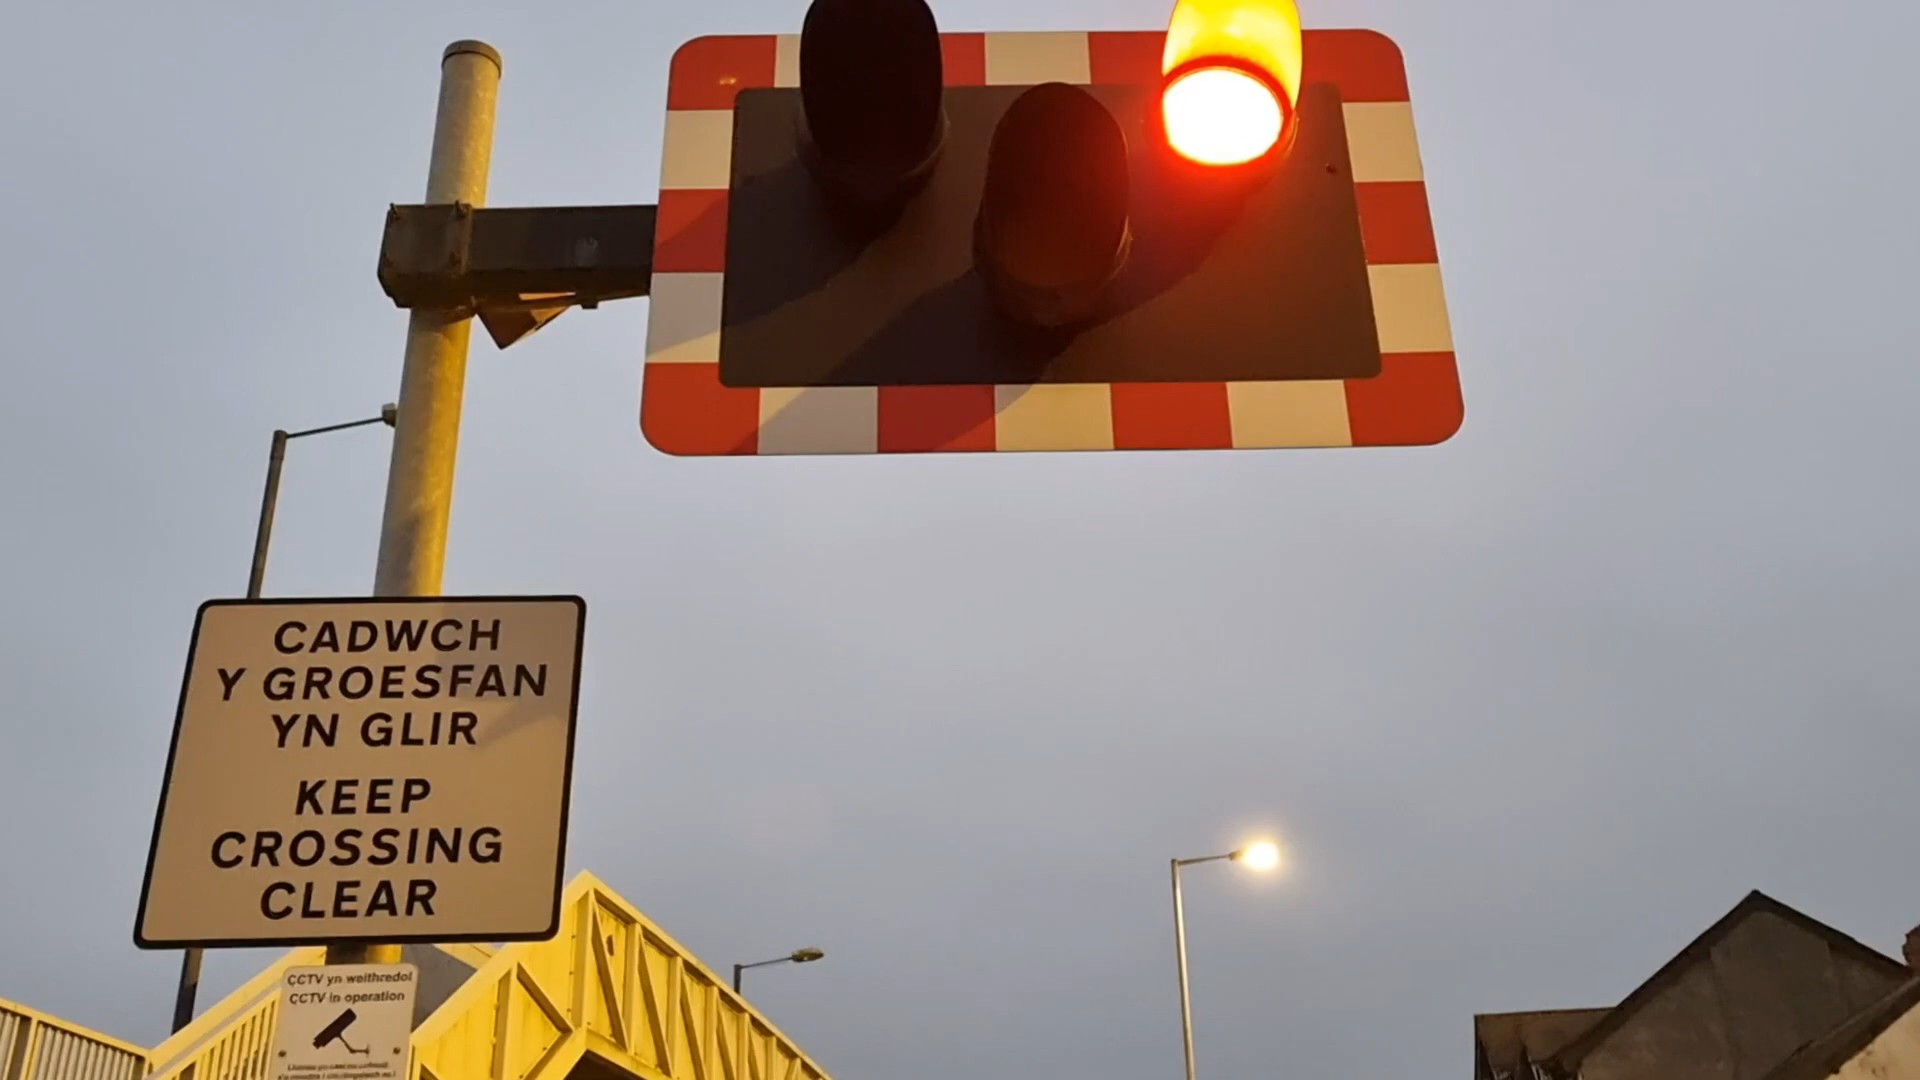 CADWCH
Y GROESFAN
YN GLIR
KEEP
CROSSING
CLEAR
CCTV yn weithredol
CCTV in operation